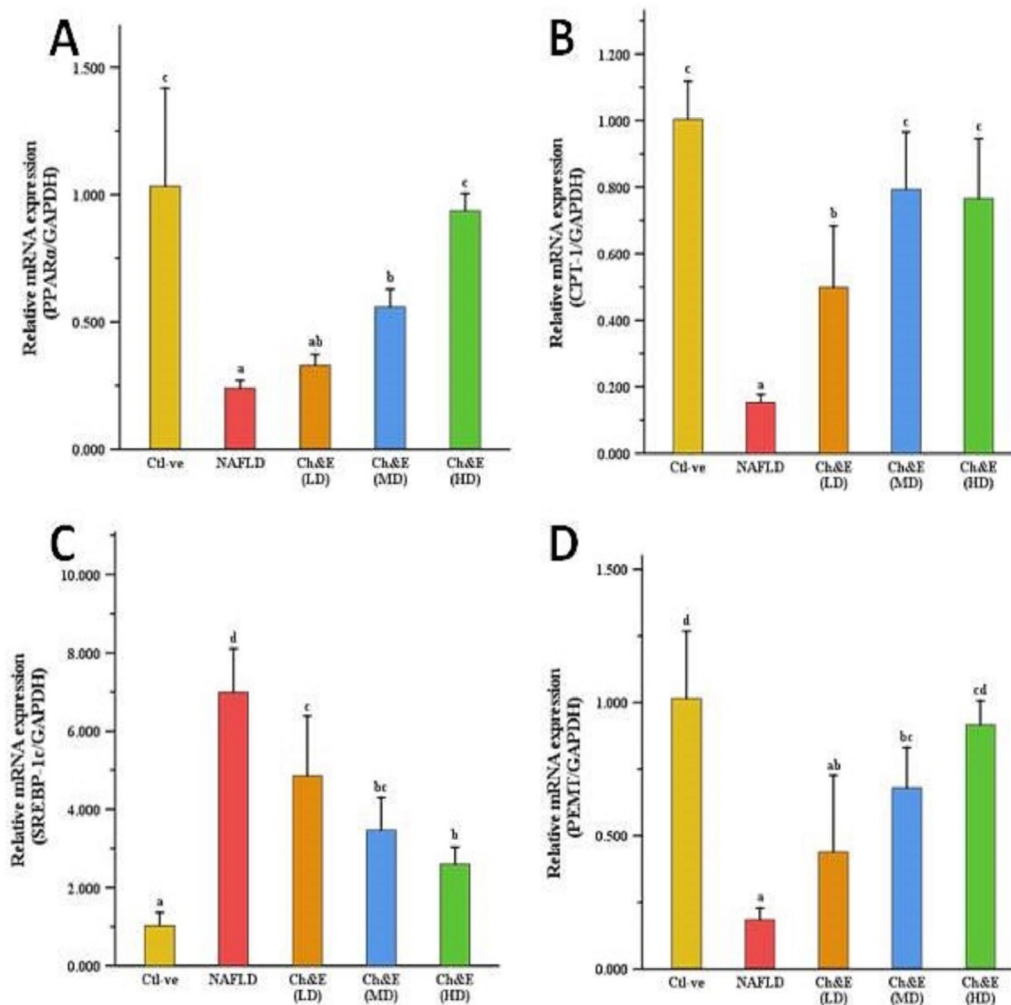 A
Relative mRNA expression
(PPARα/GAPDH)
1.500
1.000
0.500
0.000
c
a
ab
b
c
Ctl-ve NAFLD Ch&E Ch&E Ch&E
(LD) (MD) (HD)
B
Relative mRNA expression
(CPT-1/GAPDH)
1.200
1.000
0.800
0.600
0.400
0.200
0.000
c
a
b
c
c
Ctl-ve NAFLD Ch&E Ch&E Ch&E
(LD) (MD) (HD)
C
Relative mRNA expression
(SREBP-1c/GAPDH)
10.000
8.000
6.000
4.000
2.000
0.000
a
d
c
bc
b
Ctl-ve NAFLD Ch&E Ch&E Ch&E
(LD) (MD) (HD)
D
Relative mRNA expression
(PEMT/GAPDH)
1.500
1.000
0.500
0.000
d
a
ab
bc
cd
Ctl-ve NAFLD Ch&E Ch&E Ch&E
(LD) (MD) (HD)